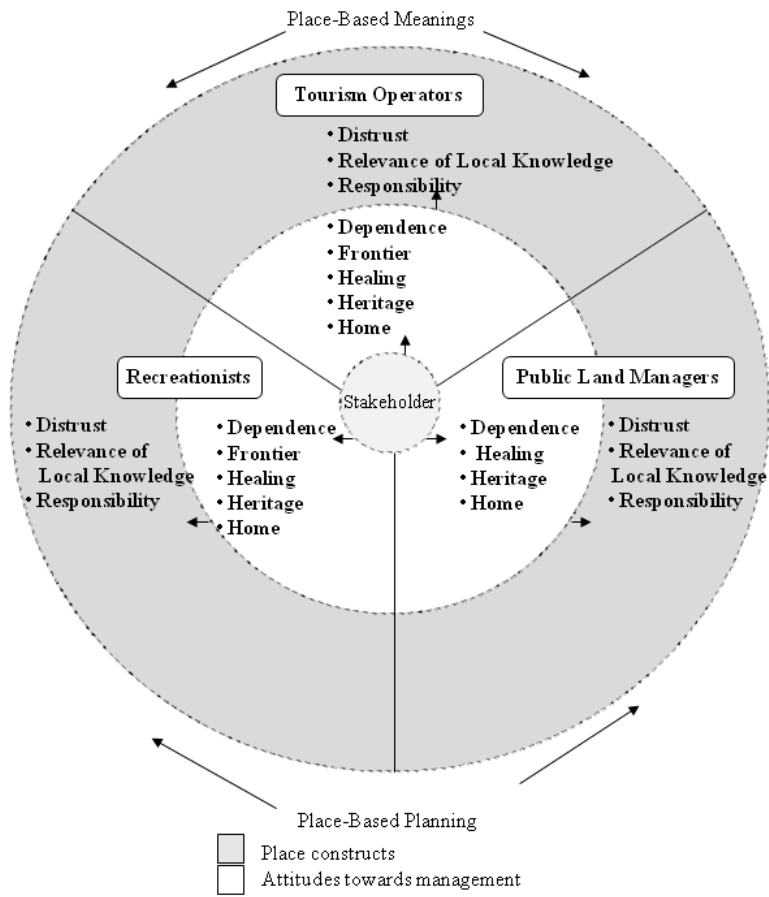 Place-Based Meanings
Tourism Operators
• Distrust
• Relevance of Local Knowledge
• Responsibility
• Dependence
• Frontier
• Healing
• Heritage
• Home
Stakeholder
Recreationists
• Distrust
• Relevance of
Local Knowledge
• Responsibility
• Dependence
• Frontier
• Healing
• Heritage
• Home
Public Land Managers
• Dependence
• Healing
• Heritage
• Home
• Distrust
• Relevance of
Local Knowledge
• Responsibility
Place-Based Planning
Place constructs
Attitudes towards management